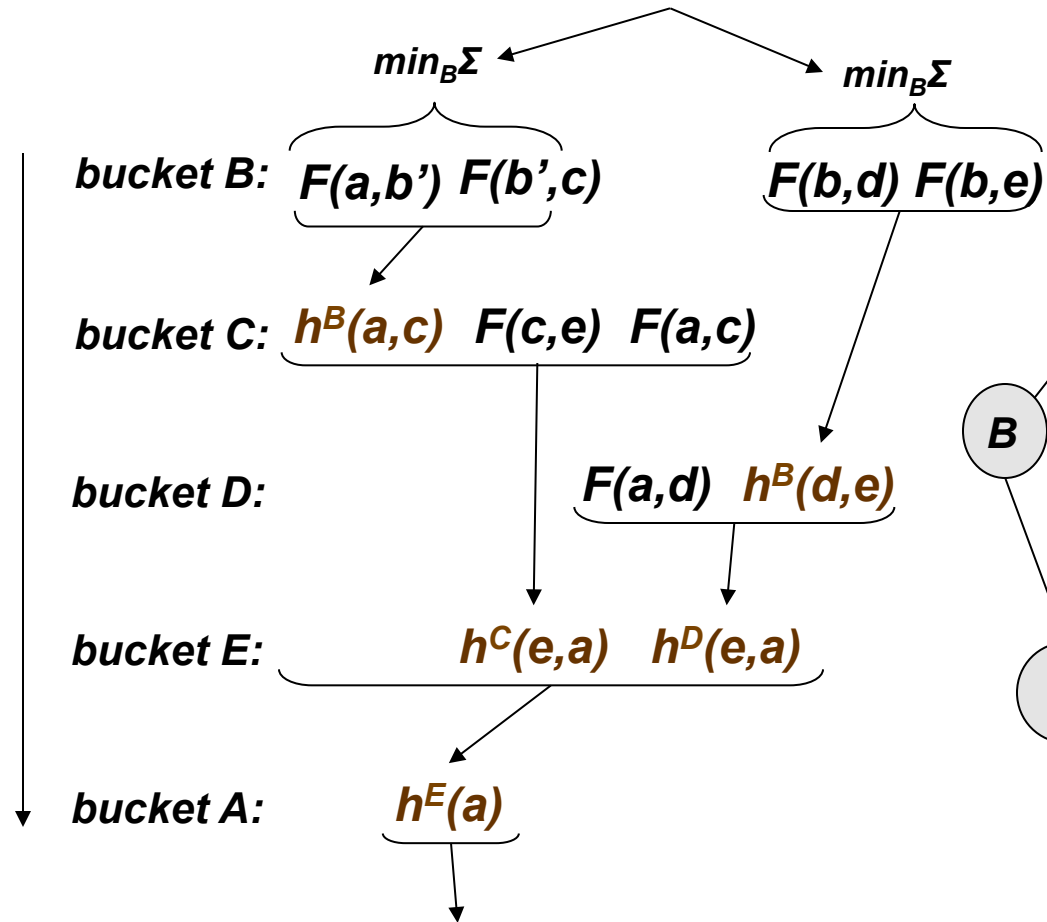 min_BΣ min_BΣ
bucket B: F(a,b’) F(b’,c) F(b,d) F(b,e)
bucket C: h^B(a,c) F(c,e) F(a,c)
B
bucket D: F(a,d) h^B(d,e)
bucket E: h^C(e,a) h^D(e,a)
bucket A: h^E(a)